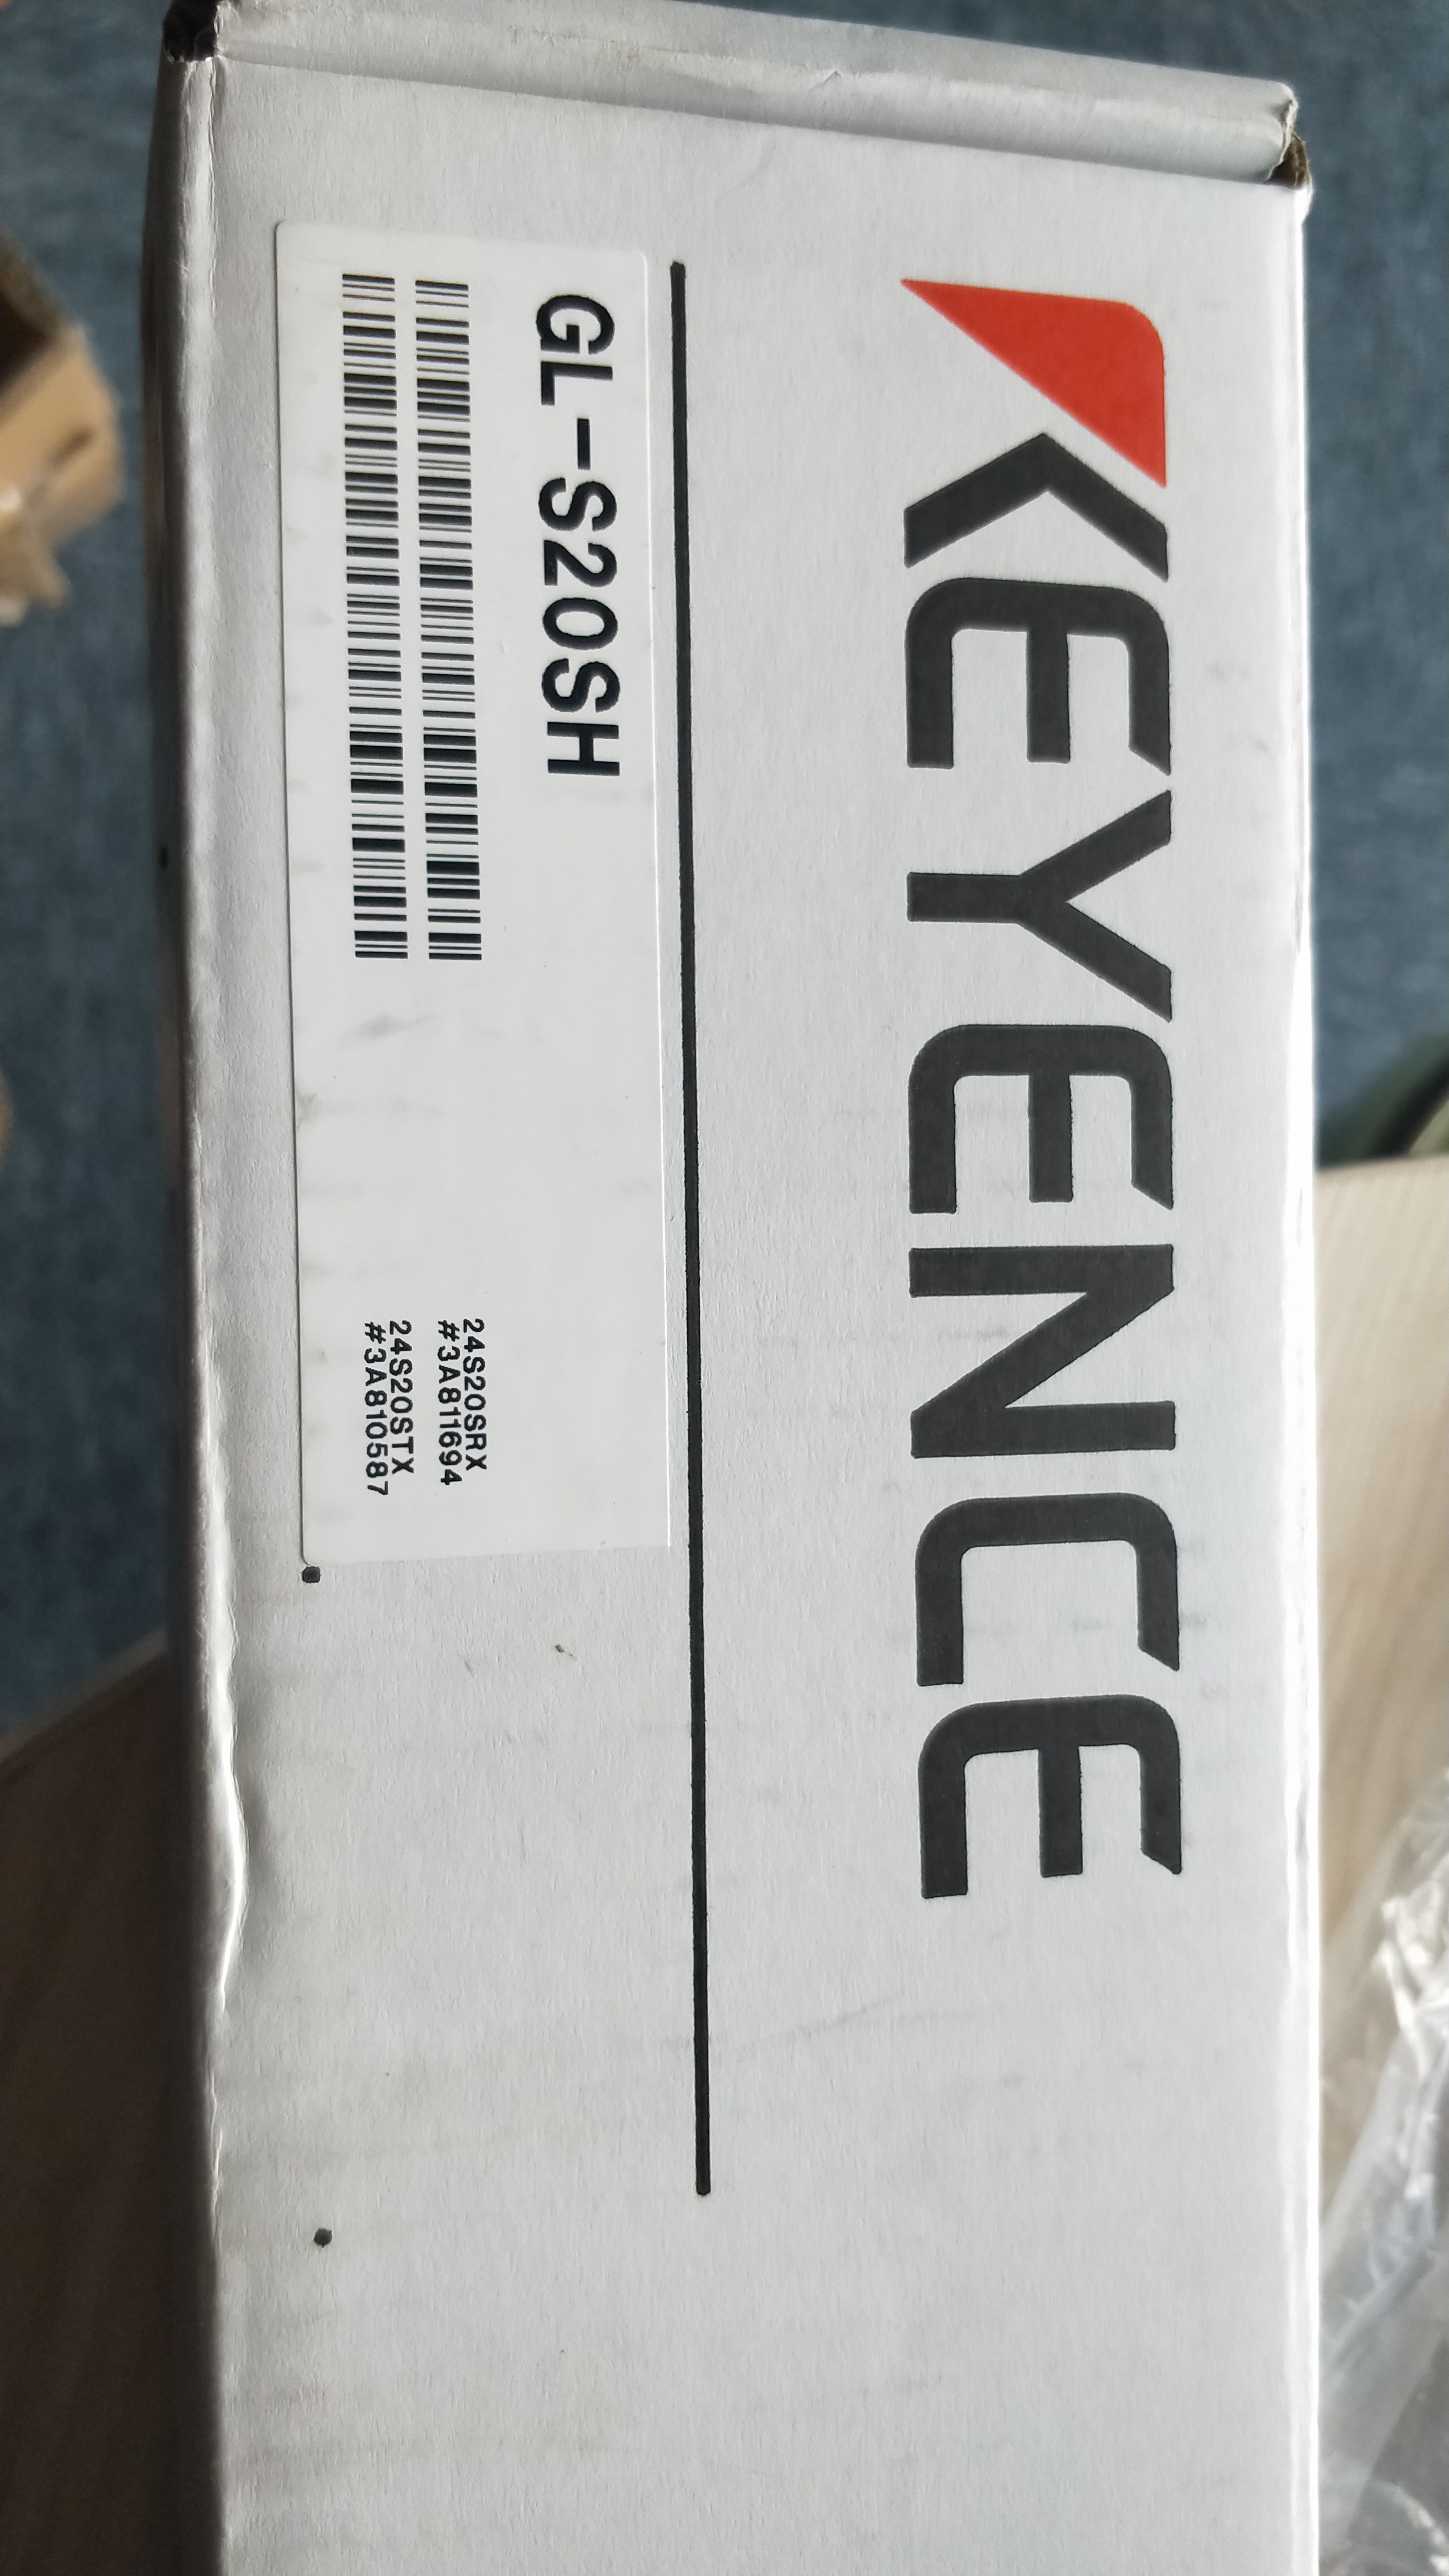 KEYENCE
GL-S20SH
24S20SRX
#3A811694
24S20STX
#3A810587